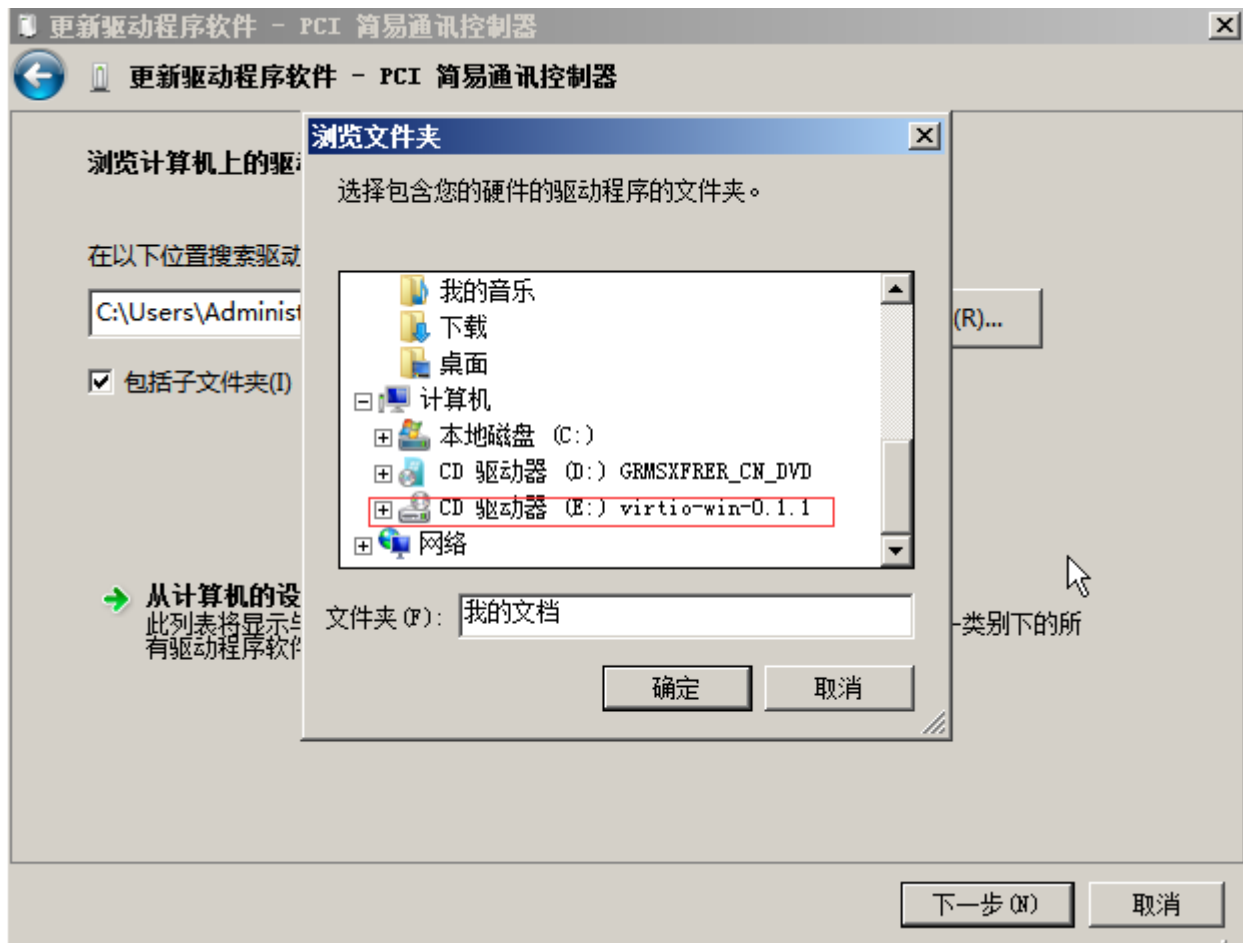 更新驱动程序软件 - PCI 简易通讯控制器
更新驱动程序软件 - PCI 简易通讯控制器
浏览计算机上的驱
浏览文件夹
选择包含您的硬件的驱动程序的文件夹。
在以下位置搜索驱动
C:\Users\Administ
(R)...
包括子文件夹(I)
我的音乐
下载
桌面
计算机
本地磁盘 (C:)
CD 驱动器 (D:) GRMSXFRER_CN_DVD
CD 驱动器 (E:) virtio-win-0.1.1
网络
文件夹(F): 我的文档
确定
取消
从计算机的设
此列表将显示与
一类别下的所
有驱动程序软件
下一步(N)
取消